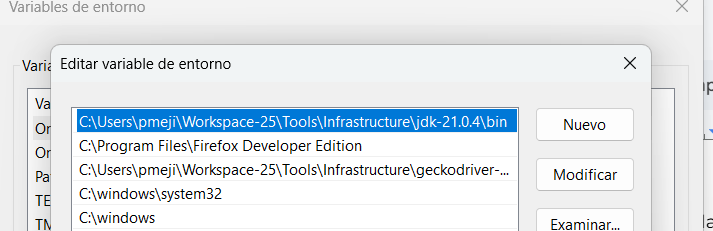 Variables de entorno
Editar variable de entorno
C:\Users\pmeji\Workspace-25\Tools\Infrastructure\jdk-21.0.4\bin
C:\Program Files\Firefox Developer Edition
C:\Users\pmeji\Workspace-25\Tools\Infrastructure\geckodriver-...
C:\windows\system32
C:\windows
Nuevo
Modificar
Examinar...
Varia
Va
On
On
Pa
TE
TM